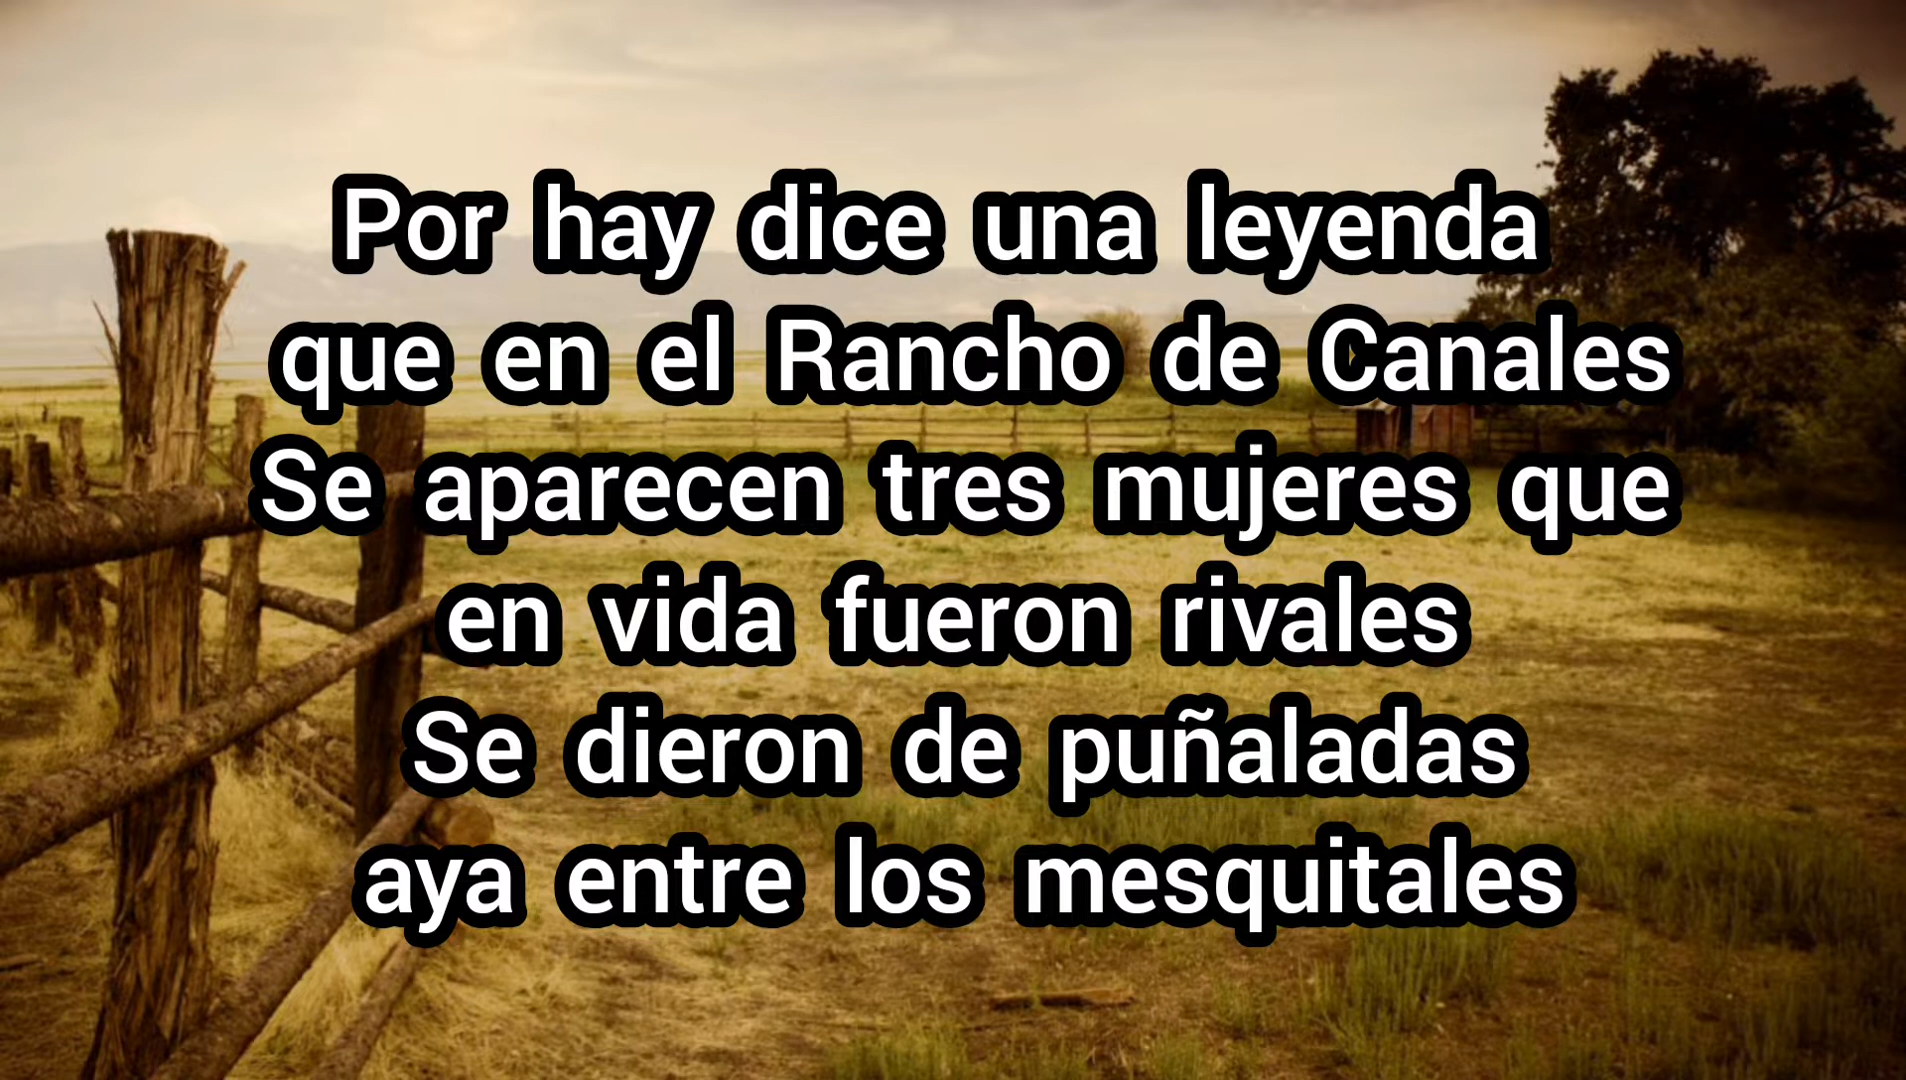 Por hay dice una leyenda
que en el Rancho de Canales
Se aparecen tres mujeres que
en vida fueron rivales
Se dieron de puñaladas
aya entre los mesquitales